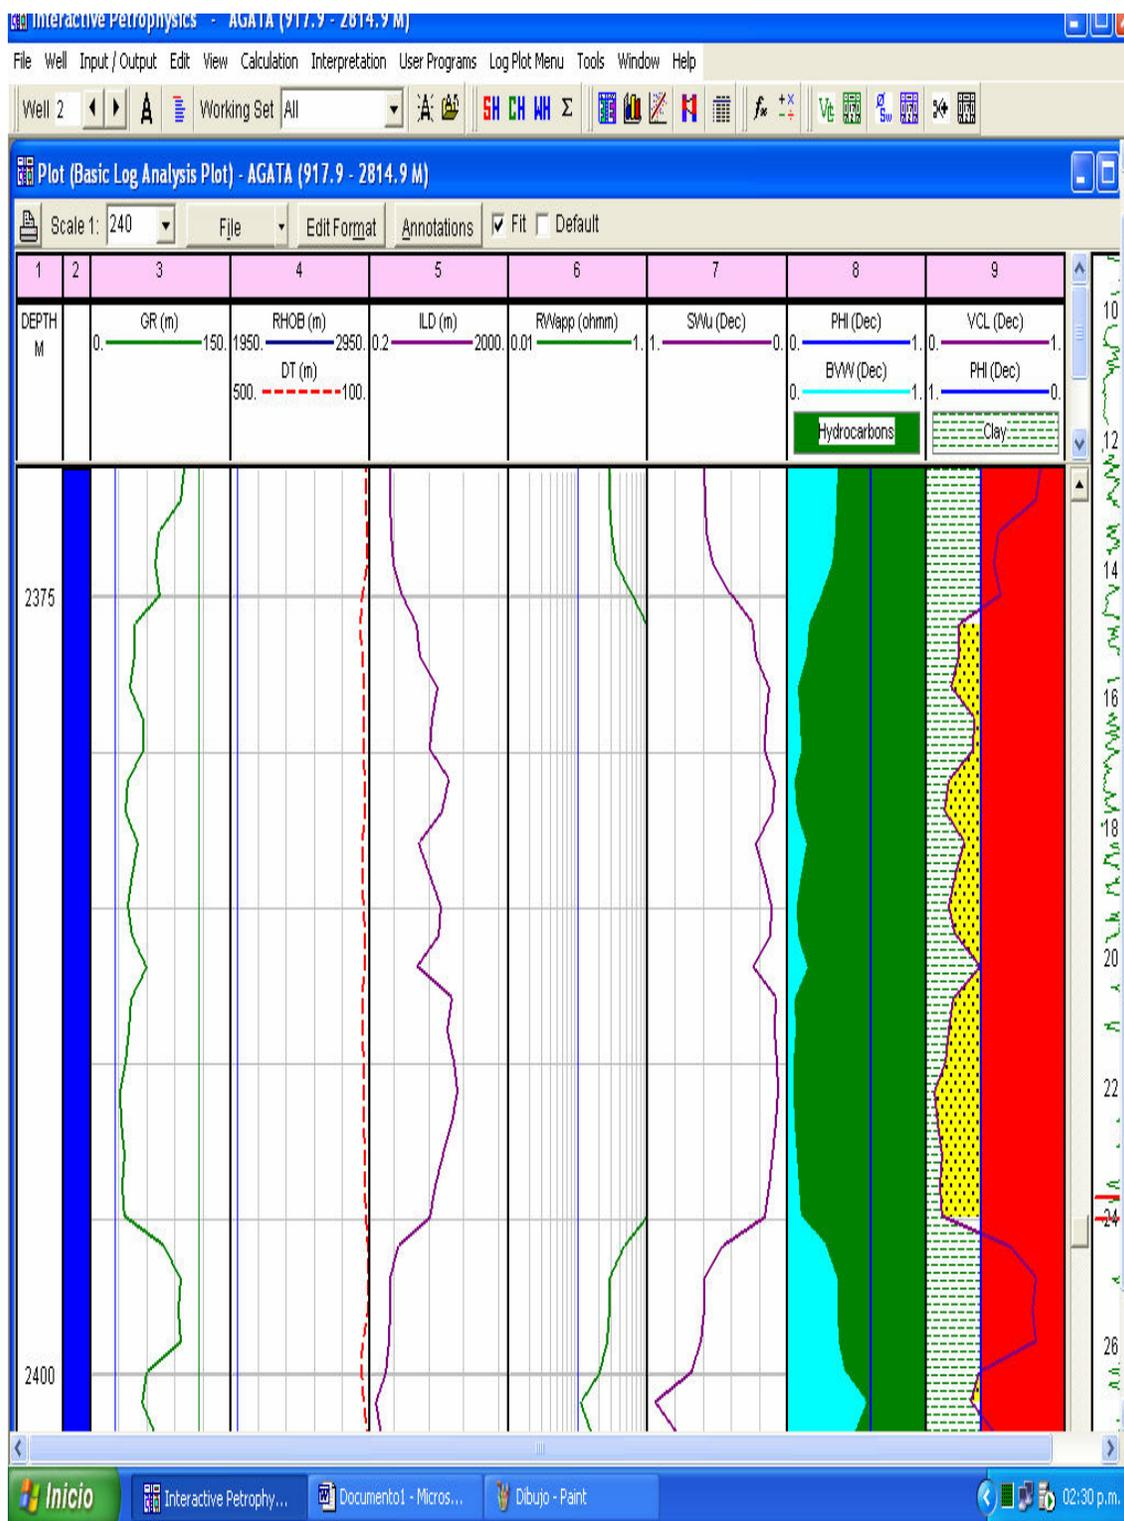 Interactive Petrophysics - AGATA (917.9 - 2814.9 M)
File Well Input / Output Edit View Calculation Interpretation User Programs Log Plot Menu Tools Window Help
Well 2 Working Set All SH CH WH Σ
Plot (Basic Log Analysis Plot) - AGATA (917.9 - 2814.9 M)
Scale 1: 240 File Edit Format Annotations Fit Default
1 2 3 4 5 6 7 8 9
DEPTH GR (m) RHOB (m) ILD (m) RWapp (ohmm) SWu (Dec) PHI (Dec) VCL (Dec)
M 0. 150. 1950. 2950. 0.2 2000. 0.01 1. 1. 0. 0. 1. 0. 1.
DT (m) BVW (Dec) PHI (Dec)
500. 100. 0. 1. 1. 0.
Hydrocarbons Clay
10
12
14
2375
16
18
20
22
24
26
2400
Inicio Interactive Petrophy... Documento1 - Micros... Dibujo - Paint 02:30 p.m.